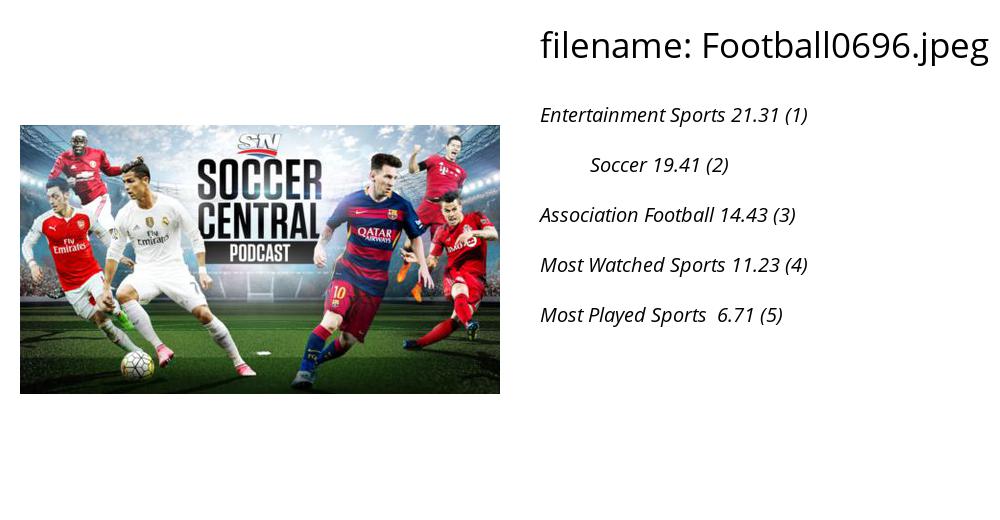 filename: Football0696.jpeg
Entertainment Sports 21.31 (1)
Soccer 19.41 (2)
Association Football 14.43 (3)
Most Watched Sports 11.23 (4)
Most Played Sports 6.71 (5)
SN
SOCCER
CENTRAL
PODCAST
Fly
Emirates
Fly
Emirates
QATAR
AIRWAYS
10